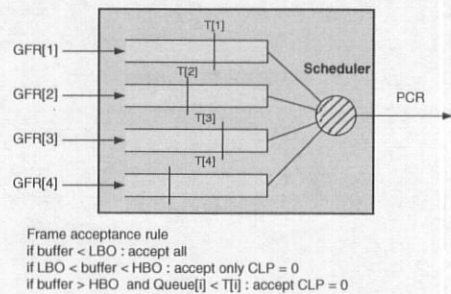 T[1]
GFR[1]
Scheduler
T[2]
GFR[2]
PCR
T[3]
GFR[3]
T[4]
GFR[4]
Frame acceptance rule
if buffer < LBO : accept all
if LBO < buffer < HBO : accept only CLP = 0
if buffer > HBO and Queue[i] < T[i] : accept CLP = 0